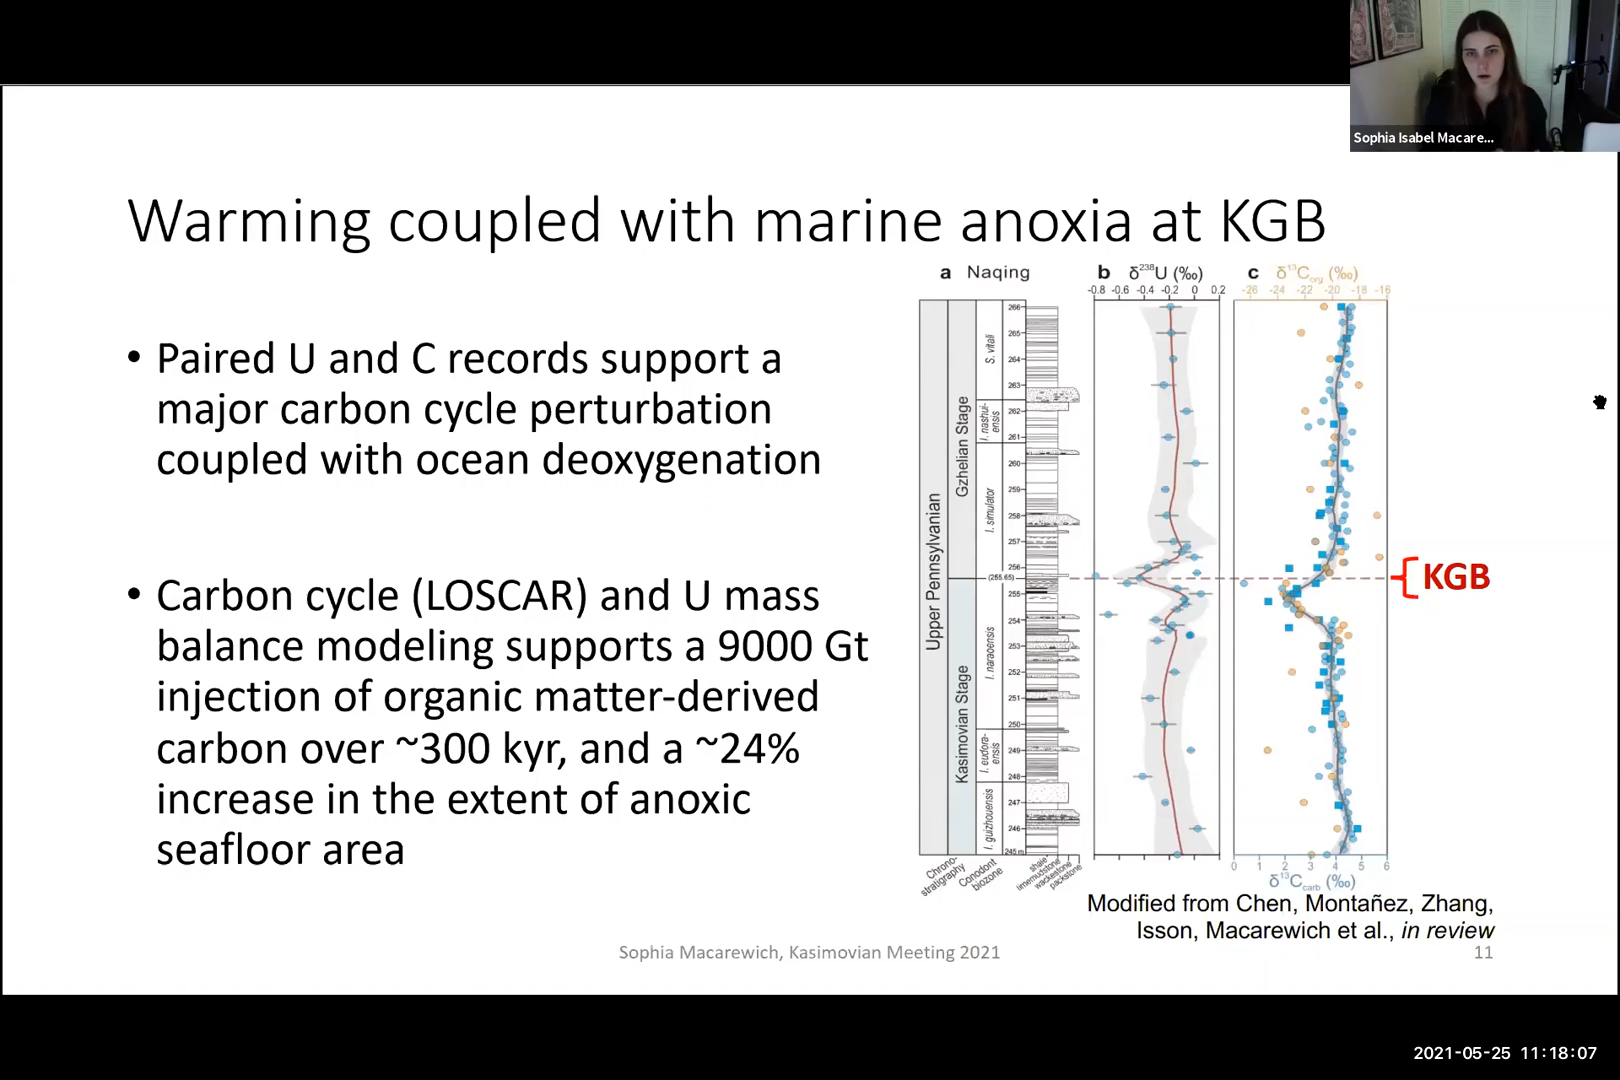 Sophia Isabel Macare...
Warming coupled with marine anoxia at KGB
• Paired U and C records support a
major carbon cycle perturbation
coupled with ocean deoxygenation
• Carbon cycle (LOSCAR) and U mass
balance modeling supports a 9000 Gt
injection of organic matter-derived
carbon over ~300 kyr, and a ~24%
increase in the extent of anoxic
seafloor area
a Naqing
b δ238U (‰)
c δ13Corg (‰)
-0.8 -0.6 -0.4 -0.2 0 0.2
-26 -24 -22 -20 -18 -16
Upper Pennsylvanian
Gzhelian Stage
Kasimovian Stage
S. vitali
I. nashui-
ensis
I. simulator
I. naraoensis
I. eudora-
ensis
I. guizhouensis
266
265
264
263
262
261
260
259
258
257
256
(255.65)
255
254
253
252
251
250
249
248
247
246
245 m
KGB
Chrono-
stratigraphy
Conodont
biozone
shale
limemudstone
wackestone
packstone
0 1 2 3 4 5 6
δ13Ccarb (‰)
Modified from Chen, Montañez, Zhang,
Isson, Macarewich et al., in review
Sophia Macarewich, Kasimovian Meeting 2021
11
2021-05-25 11:18:07